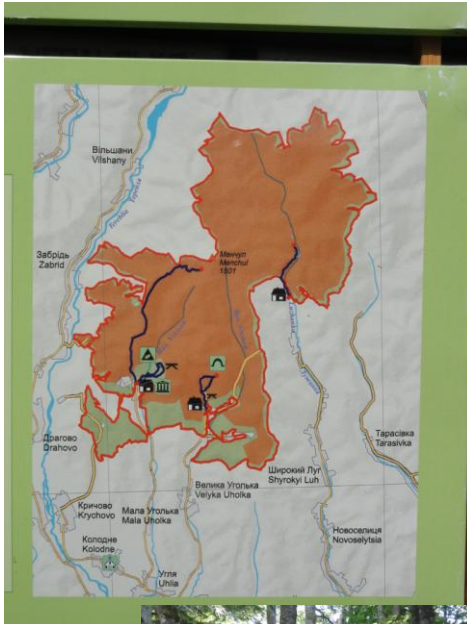 Вільшани
Vilshany
Забрідь
Zabrid
Менчул
Menchul
1501
Драгово
Drahovo
Тарасівка
Tarasivka
Широкий Луг
Shyrokyi Luh
Велика Уголька
Velyka Uholka
Кричово
Krychovo
Мала Уголька
Mala Uholka
Новоселиця
Novoselytsia
Колодне
Kolodne
Угля
Uhlia